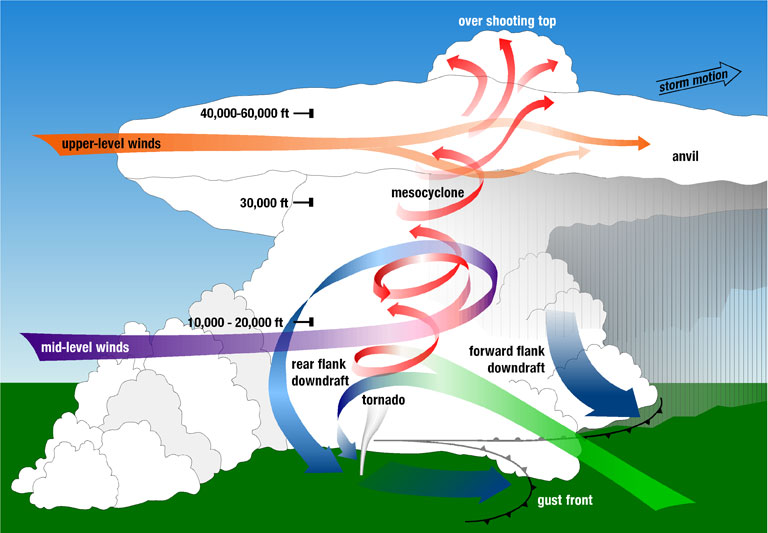 over shooting top
storm motion
40,000-60,000 ft
upper-level winds
anvil
mesocyclone
30,000 ft
10,000 - 20,000 ft
mid-level winds
rear flank
downdraft
forward flank
downdraft
tornado
gust front